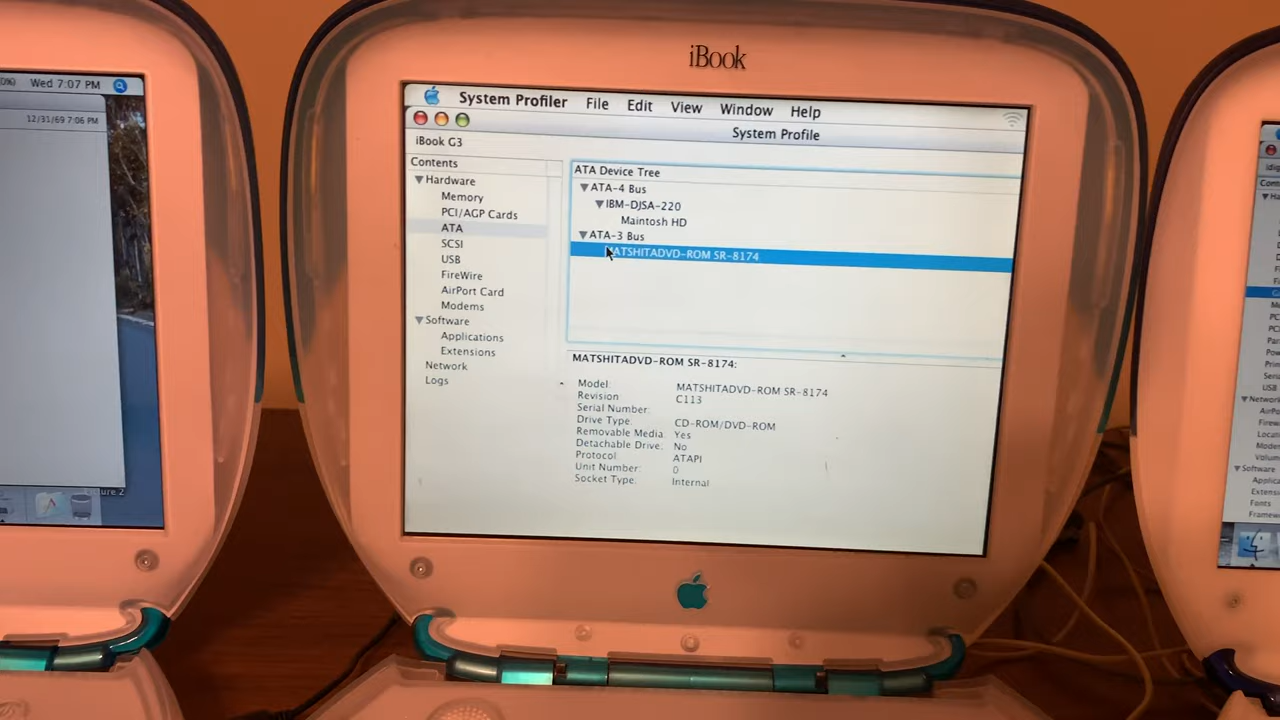 iBook
Wed 7:07 PM
12/31/69 7:06 PM
System Profiler File Edit View Window Help
System Profile
iBook G3
Contents
Hardware
Memory
PCI/AGP Cards
ATA
SCSI
USB
FireWire
AirPort Card
Modems
Software
Applications
Extensions
Network
Logs
ATA Device Tree
ATA-4 Bus
IBM-DJSA-220
Maintosh HD
ATA-3 Bus
MATSHITADVD-ROM SR-8174
MATSHITADVD-ROM SR-8174:
Model: MATSHITADVD-ROM SR-8174
Revision C113
Serial Number:
Drive Type: CD-ROM/DVD-ROM
Removable Media: Yes
Detachable Drive: No
Protocol: ATAPI
Unit Number: 0
Socket Type: Internal
USB
Software
Fonts